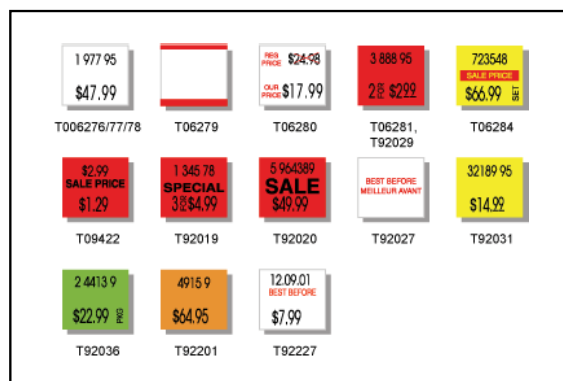 1 977 95
$47.99
T006276/77/78
T06279
REG PRICE $24.98
OUR PRICE $17.99
T06280
3 888 95
2 FOR $2.99
T06281,
T92029
723548
SALE PRICE
$66.99 SET
T06284
$2.99
SALE PRICE
$1.29
T09422
1 345 78
SPECIAL
3 FOR $4.99
T92019
5 964389
SALE
$49.99
T92020
BEST BEFORE
MEILLEUR AVANT
T92027
32189 95
$14.99
T92031
2 4413 9
$22.99 PKG
T92036
4915 9
$64.95
T92201
12.09.01
BEST BEFORE
$7.99
T92227